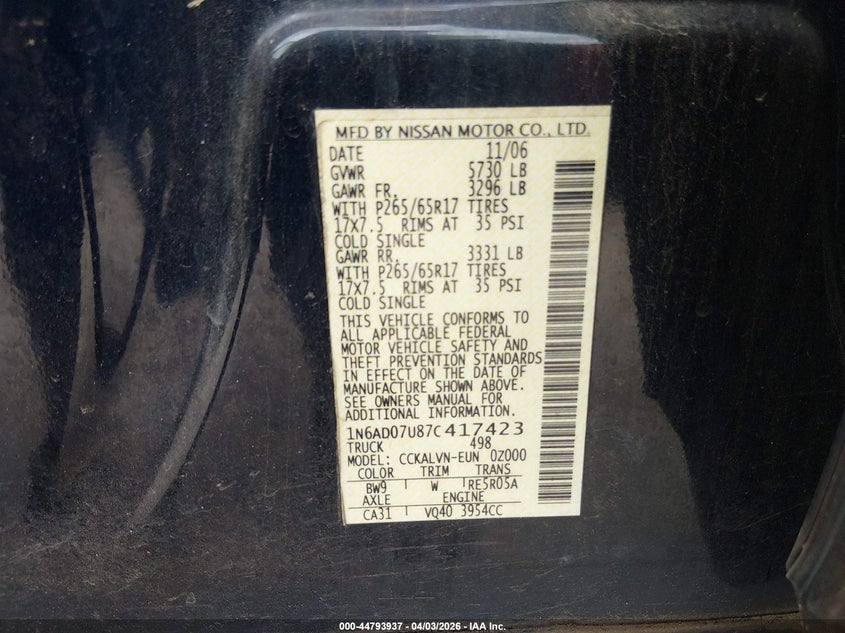 MFD BY NISSAN MOTOR CO., LTD.
DATE 11/06
GVWR 5730 LB
GAWR FR. 3296 LB
WITH P265/65R17 TIRES
17X7.5 RIMS AT 35 PSI
COLD SINGLE
GAWR RR. 3331 LB
WITH P265/65R17 TIRES
17X7.5 RIMS AT 35 PSI
COLD SINGLE
THIS VEHICLE CONFORMS TO
ALL APPLICABLE FEDERAL
MOTOR VEHICLE SAFETY AND
THEFT PREVENTION STANDARDS
IN EFFECT ON THE DATE OF
MANUFACTURE SHOWN ABOVE.
SEE OWNERS MANUAL FOR
ADDITIONAL INFORMATION.
1N6AD07U87C417423
TRUCK 498
MODEL: CCKALVN-EUN 0Z000
COLOR TRIM TRANS
BW9 W RE5R05A
AXLE ENGINE
CA31 VQ40 3954CC
000-44793937 - 04/03/2026 - IAA Inc.